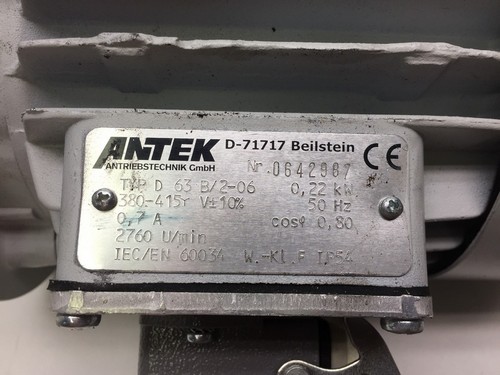 ANTEK D-71717 Beilstein
ANTRIEBSTECHNIK GmbH Nr. 0642867 CE
TYP D 63 B/2-06 0,22 kW
380-415Y V±10% 50 Hz
0,7 A cosφ 0,80
2760 U/min
IEC/EN 60034 W.-Kl.F IP54